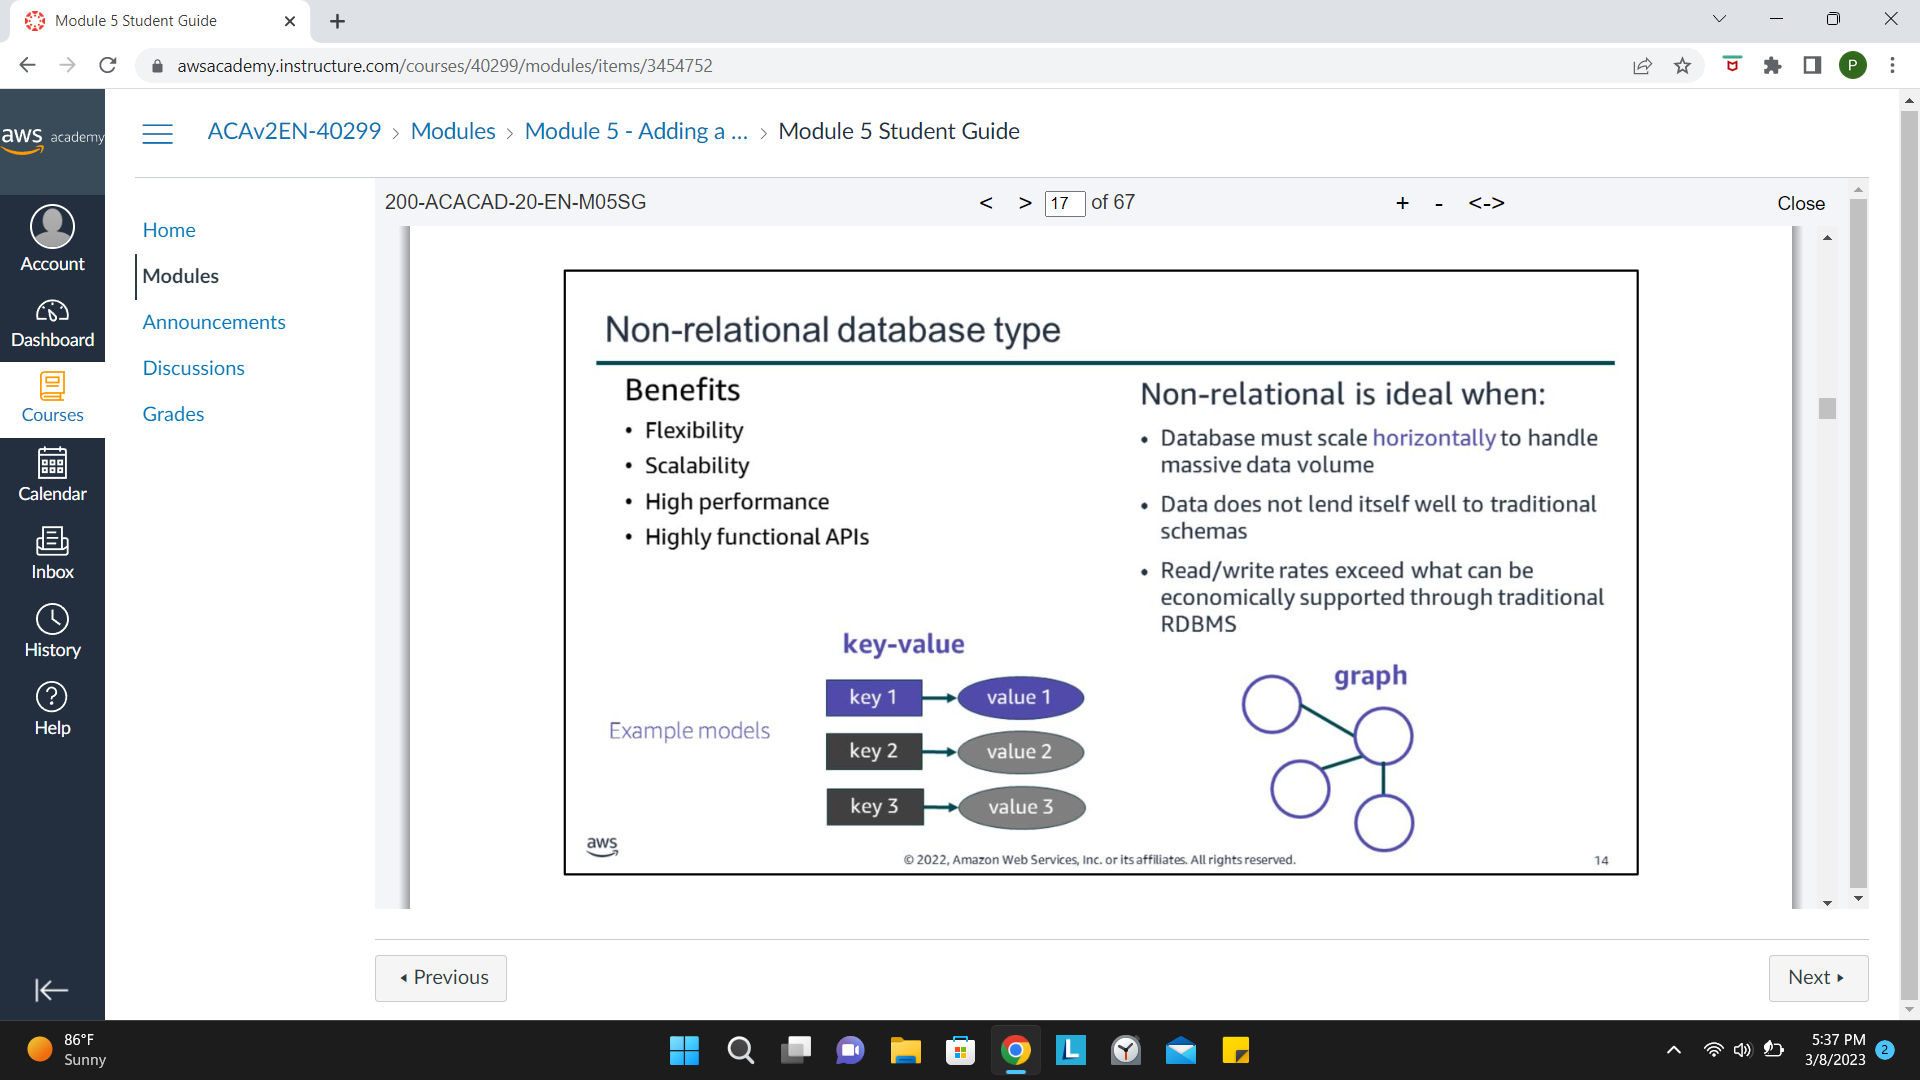 Module 5 Student Guide
awsacademy.instructure.com/courses/40299/modules/items/3454752
P
aws academy
ACAv2EN-40299 > Modules > Module 5 - Adding a ... > Module 5 Student Guide
200-ACACAD-20-EN-M05SG
< > 17 of 67
+ - <->
Close
Account
Dashboard
Courses
Calendar
Inbox
History
Help
Home
Modules
Announcements
Discussions
Grades
Non-relational database type
Benefits
• Flexibility
• Scalability
• High performance
• Highly functional APIs
Non-relational is ideal when:
• Database must scale horizontally to handle
massive data volume
• Data does not lend itself well to traditional
schemas
• Read/write rates exceed what can be
economically supported through traditional
RDBMS
Example models
key-value
key 1 value 1
key 2 value 2
key 3 value 3
graph
aws
© 2022, Amazon Web Services, Inc. or its affiliates. All rights reserved.
14
Previous
Next
86°F
Sunny
L
5:37 PM
3/8/2023
2